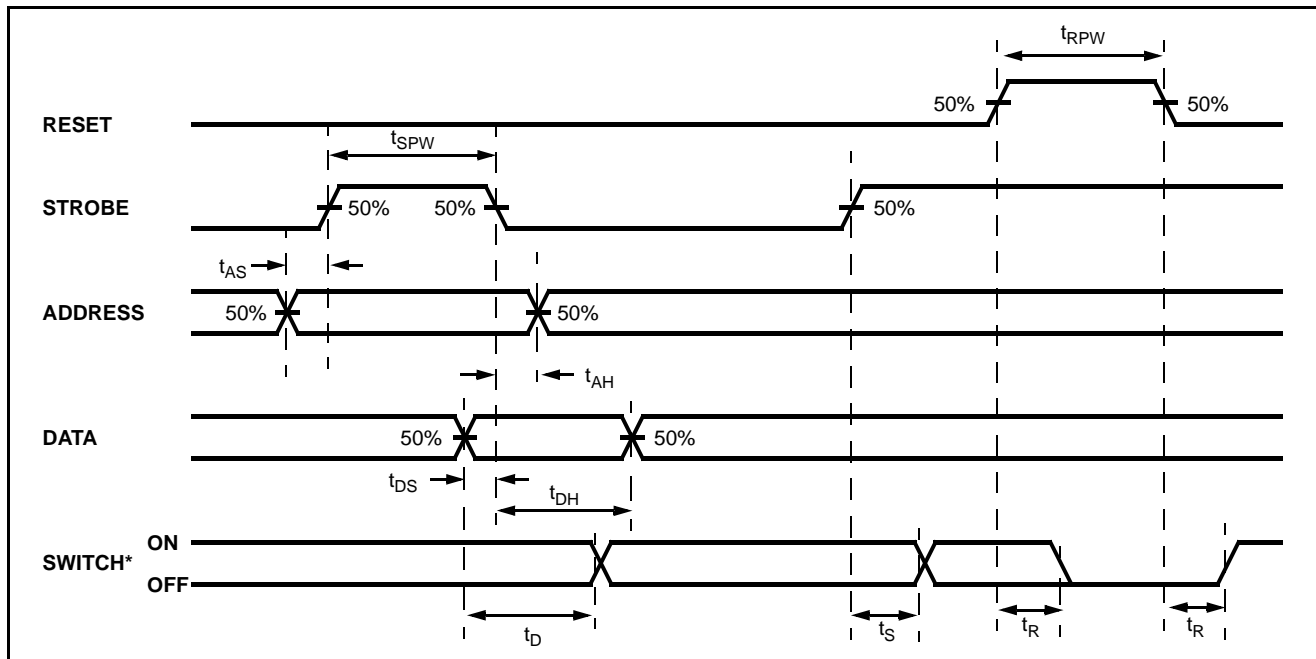 tRPW
RESET 50% 50%
tSPW
STROBE 50% 50% 50%
tAS
ADDRESS 50% 50%
tAH
DATA 50% 50%
tDS tDH
SWITCH* ON
OFF
tD tS tR tR